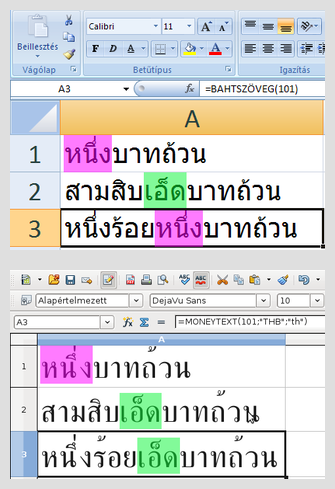 Beillesztés
Calibri 11 A A
F D A
Vágólap Betűtípus Igazítás
A3 fx =BAHTSZÖVEG(101)
A
1 หนึ่งบาทถ้วน
2 สามสิบเอ็ดบาทถ้วน
3 หนึ่งร้อยหนึ่งบาทถ้วน
ABC ABC
Alapértelmezett DejaVu Sans 10
A3 fx Σ = =MONEYTEXT(101;"THB";"th")
A
1 หนึ่งบาทถ้วน
2 สามสิบเอ็ดบาทถ้วน
3 หนึ่งร้อยเอ็ดบาทถ้วน